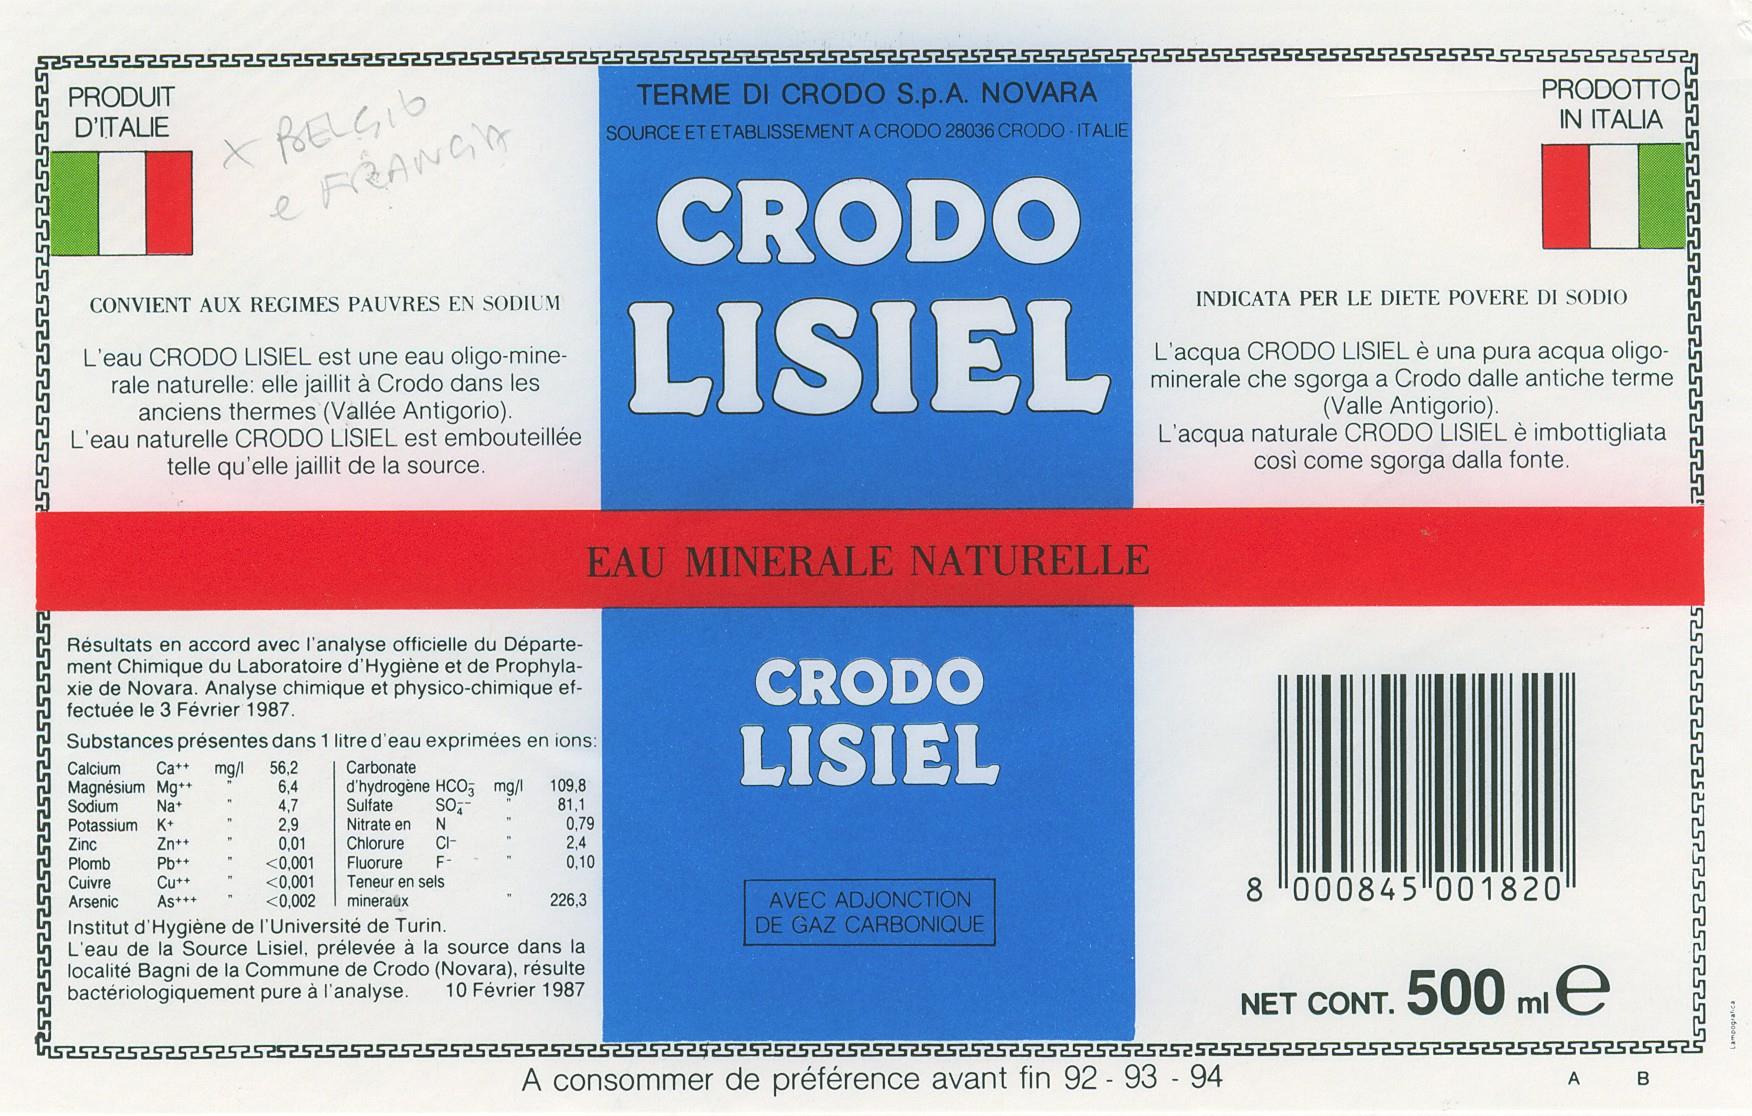 PRODUIT
D'ITALIE
x BELGIO
e FRANCIA
CONVIENT AUX REGIMES PAUVRES EN SODIUM
L'eau CRODO LISIEL est une eau oligo-mine-
rale naturelle: elle jaillit à Crodo dans les
anciens thermes (Vallée Antigorio).
L'eau naturelle CRODO LISIEL est embouteillée
telle qu'elle jaillit de la source.
TERME DI CRODO S.p.A. NOVARA
SOURCE ET ETABLISSEMENT A CRODO 28036 CRODO - ITALIE
CRODO
LISIEL
PRODOTTO
IN ITALIA
INDICATA PER LE DIETE POVERE DI SODIO
L'acqua CRODO LISIEL è una pura acqua oligo-
minerale che sgorga a Crodo dalle antiche terme
(Valle Antigorio).
L'acqua naturale CRODO LISIEL è imbottigliata
così come sgorga dalla fonte.
EAU MINERALE NATURELLE
Résultats en accord avec l'analyse officielle du Départe-
ment Chimique du Laboratoire d'Hygiène et de Prophyla-
xie de Novara. Analyse chimique et physico-chimique ef-
fectuée le 3 Février 1987.
Substances présentes dans 1 litre d'eau exprimées en ions:
Calcium Ca++ mg/l 56,2
Magnésium Mg++ " 6,4
Sodium Na+ " 4,7
Potassium K+ " 2,9
Zinc Zn++ " 0,01
Plomb Pb++ " <0,001
Cuivre Cu++ " <0,001
Arsenic As+++ " <0,002
Carbonate
d'hydrogène HCO3- mg/l 109,8
Sulfate SO4-- " 81,1
Nitrate en N " 0,79
Chlorure Cl- " 2,4
Fluorure F- " 0,10
Teneur en sels
mineraux " 226,3
Institut d'Hygiène de l'Université de Turin.
L'eau de la Source Lisiel, prélevée à la source dans la
localité Bagni de la Commune de Crodo (Novara), résulte
bactériologiquement pure à l'analyse. 10 Février 1987
CRODO
LISIEL
AVEC ADJONCTION
DE GAZ CARBONIQUE
8 000845 001820
NET CONT. 500 ml e
Lampografica
A consommer de préférence avant fin 92 - 93 - 94
A B